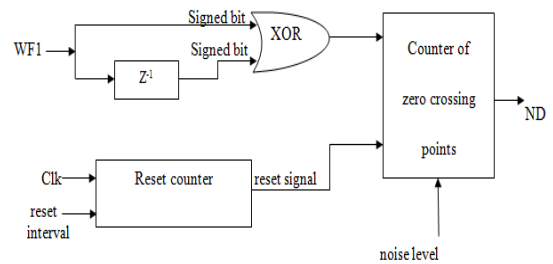 Signed bit
WF1
Signed bit
XOR
Z-1
Counter of
zero crossing
points
ND
Clk
Reset counter
reset signal
reset
interval
noise level